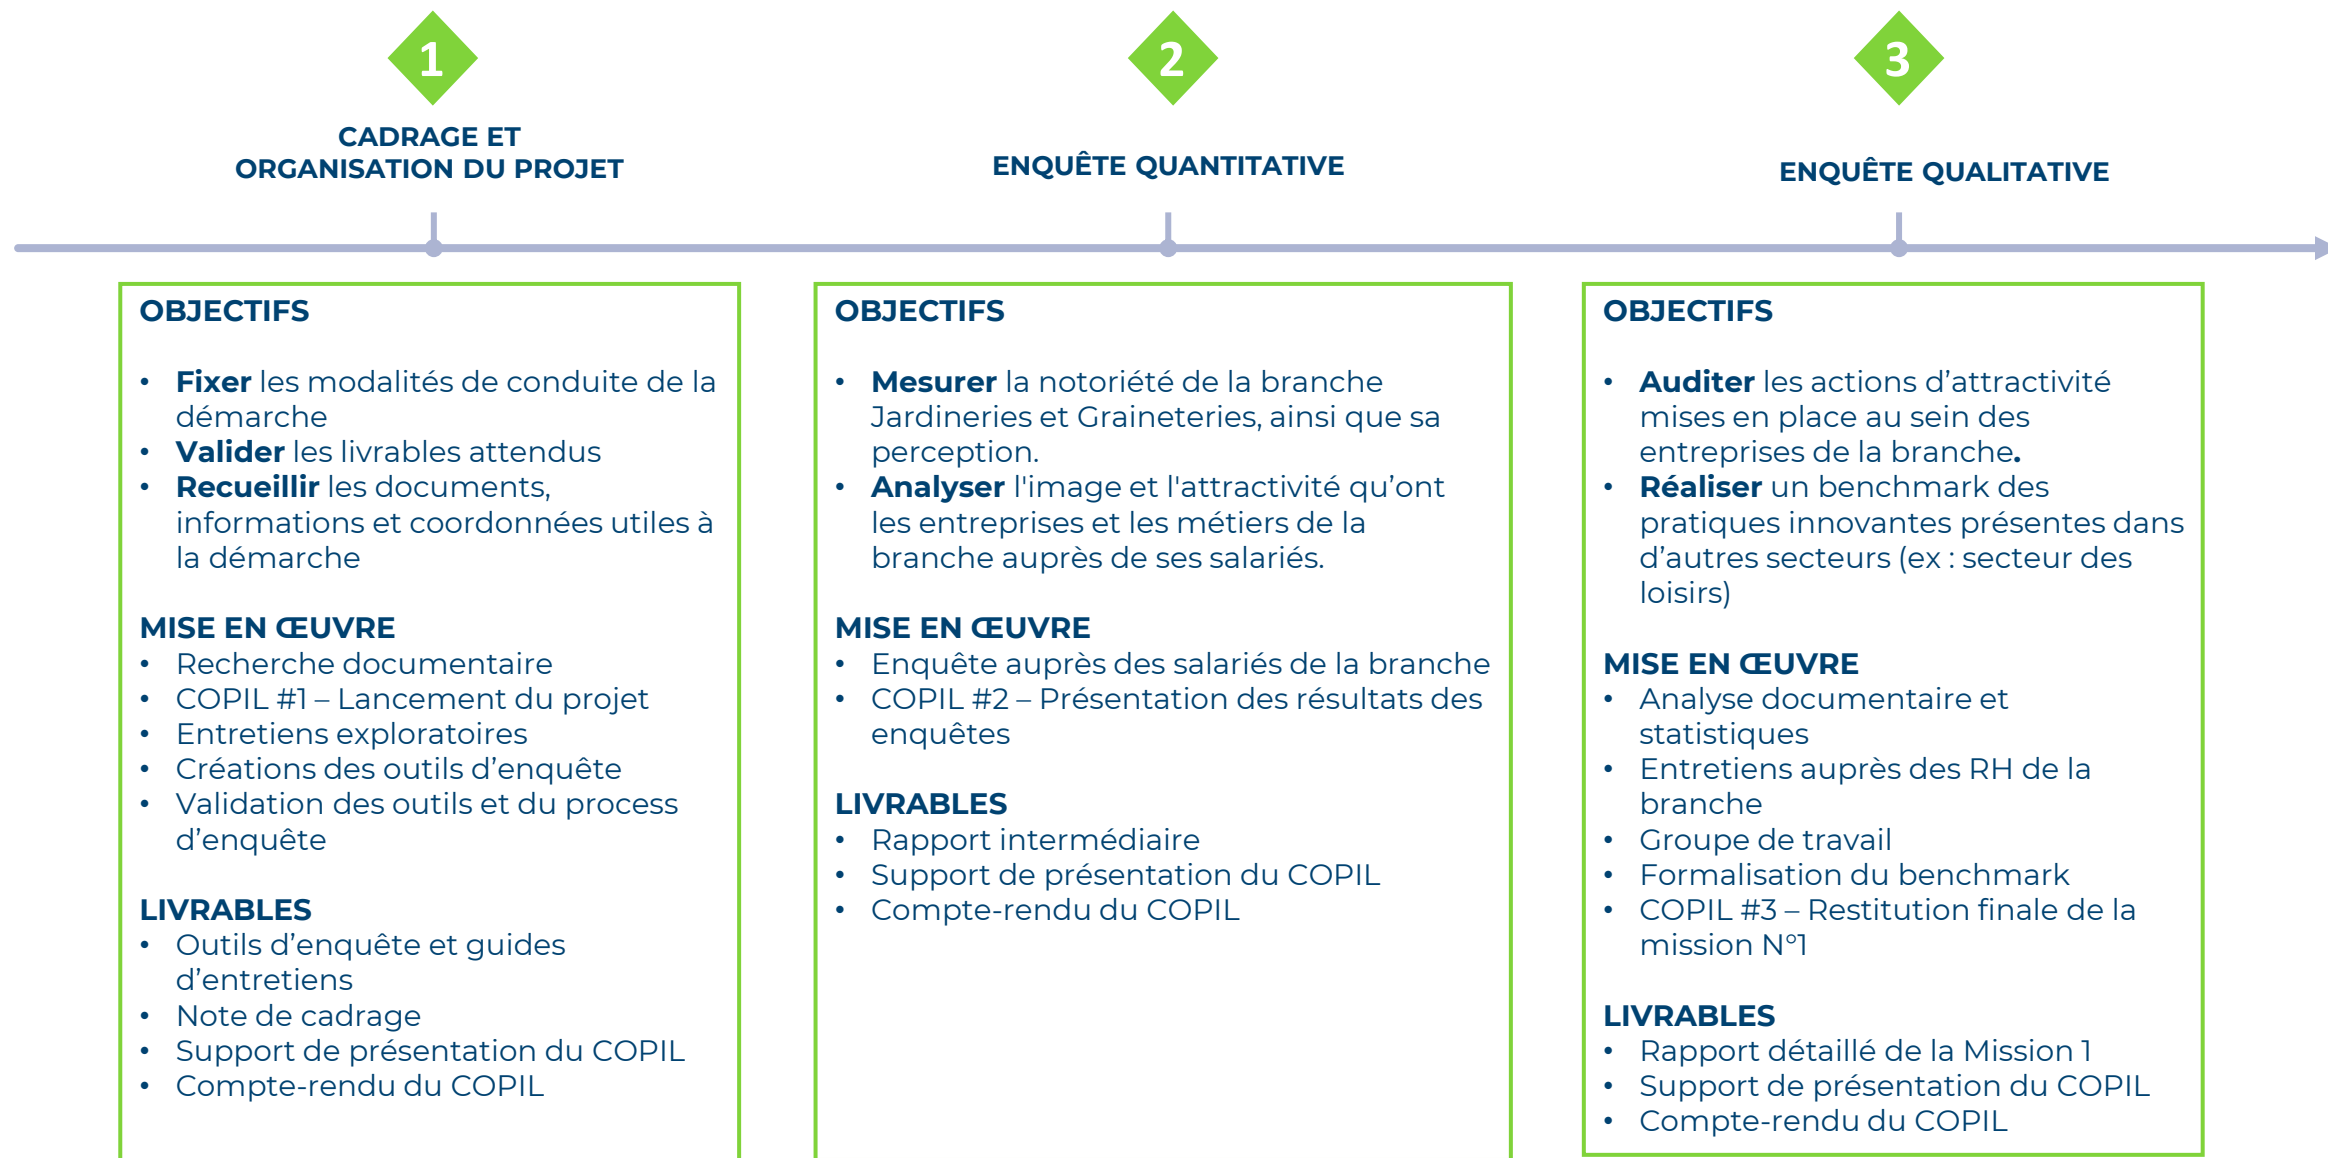 1
CADRAGE ET
ORGANISATION DU PROJET
OBJECTIFS
• Fixer les modalités de conduite de la
démarche
• Valider les livrables attendus
• Recueillir les documents,
informations et coordonnées utiles à
la démarche
MISE EN ŒUVRE
• Recherche documentaire
• COPIL #1 – Lancement du projet
• Entretiens exploratoires
• Créations des outils d’enquête
• Validation des outils et du process
d’enquête
LIVRABLES
• Outils d’enquête et guides
d’entretiens
• Note de cadrage
• Support de présentation du COPIL
• Compte-rendu du COPIL
2
ENQUÊTE QUANTITATIVE
OBJECTIFS
• Mesurer la notoriété de la branche
Jardineries et Graineteries, ainsi que sa
perception.
• Analyser l'image et l'attractivité qu’ont
les entreprises et les métiers de la
branche auprès de ses salariés.
MISE EN ŒUVRE
• Enquête auprès des salariés de la branche
• COPIL #2 – Présentation des résultats des
enquêtes
LIVRABLES
• Rapport intermédiaire
• Support de présentation du COPIL
• Compte-rendu du COPIL
3
ENQUÊTE QUALITATIVE
OBJECTIFS
• Auditer les actions d’attractivité
mises en place au sein des
entreprises de la branche.
• Réaliser un benchmark des
pratiques innovantes présentes dans
d’autres secteurs (ex : secteur des
loisirs)
MISE EN ŒUVRE
• Analyse documentaire et
statistiques
• Entretiens auprès des RH de la
branche
• Groupe de travail
• Formalisation du benchmark
• COPIL #3 – Restitution finale de la
mission N°1
LIVRABLES
• Rapport détaillé de la Mission 1
• Support de présentation du COPIL
• Compte-rendu du COPIL